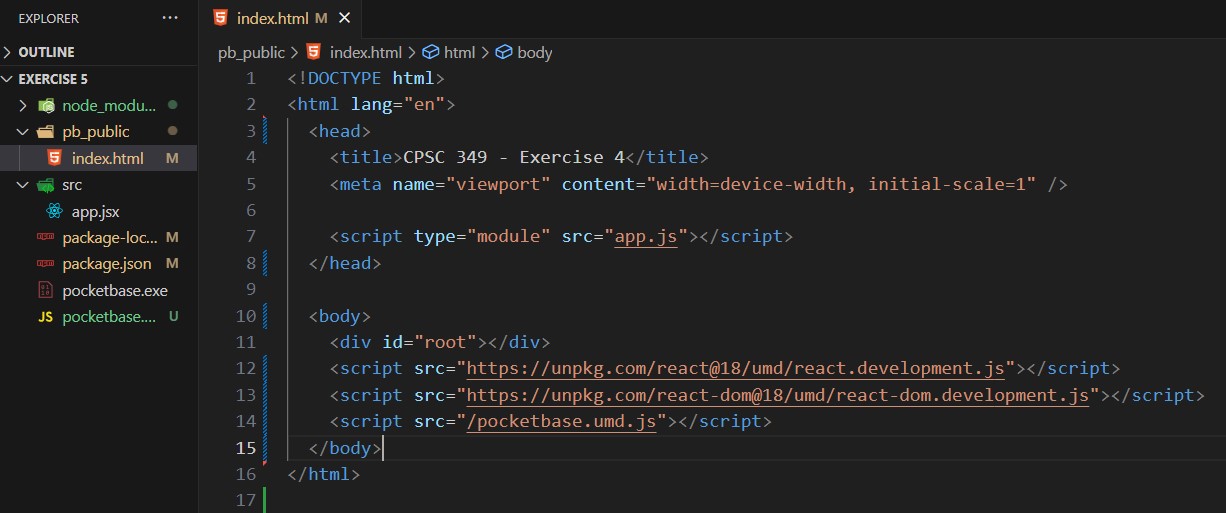 EXPLORER ···
OUTLINE
EXERCISE 5
node_modu...
pb_public
index.html M
src
app.jsx
package-loc... M
package.json M
pocketbase.exe
JS pocketbase.... U
index.html M ×
pb_public > index.html > html > body
1 <!DOCTYPE html>
2 <html lang="en">
3 <head>
4 <title>CPSC 349 - Exercise 4</title>
5 <meta name="viewport" content="width=device-width, initial-scale=1" />
6
7 <script type="module" src="app.js"></script>
8 </head>
9
10 <body>
11 <div id="root"></div>
12 <script src="https://unpkg.com/react@18/umd/react.development.js"></script>
13 <script src="https://unpkg.com/react-dom@18/umd/react-dom.development.js"></script>
14 <script src="/pocketbase.umd.js"></script>
15 </body>
16 </html>
17